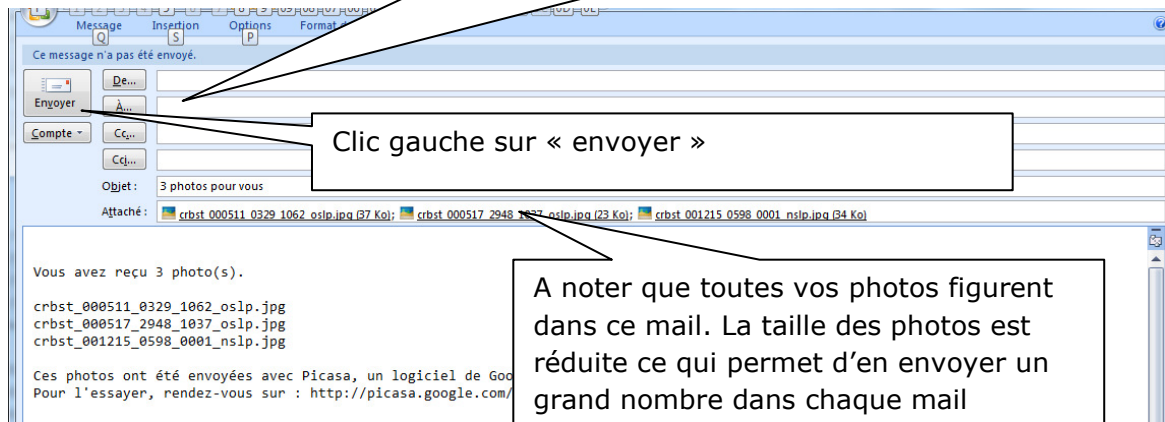 Message Insertion Options Format d
Q S P
Ce message n'a pas été envoyé.
Envoyer
De...
À...
Compte
Cc...
Cci...
Objet : 3 photos pour vous
Attaché : crbst_000511_0329_1062_oslp.jpg (37 Ko); crbst_000517_2948_1037_oslp.jpg (23 Ko); crbst_001215_0598_0001_nslp.jpg (34 Ko)
Clic gauche sur « envoyer »
Vous avez reçu 3 photo(s).
crbst_000511_0329_1062_oslp.jpg
crbst_000517_2948_1037_oslp.jpg
crbst_001215_0598_0001_nslp.jpg
Ces photos ont été envoyées avec Picasa, un logiciel de Goo
Pour l'essayer, rendez-vous sur : http://picasa.google.com/
A noter que toutes vos photos figurent
dans ce mail. La taille des photos est
réduite ce qui permet d’en envoyer un
grand nombre dans chaque mail